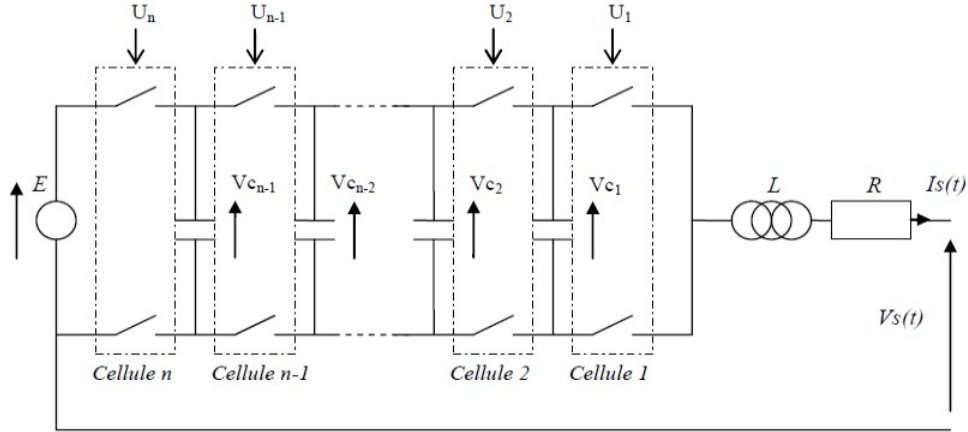 Uₙ Uₙ₋₁ U₂ U₁
E Vcₙ₋₁ Vcₙ₋₂ Vc₂ Vc₁ L R Is(t)
Vs(t)
Cellule n Cellule n-1 Cellule 2 Cellule 1